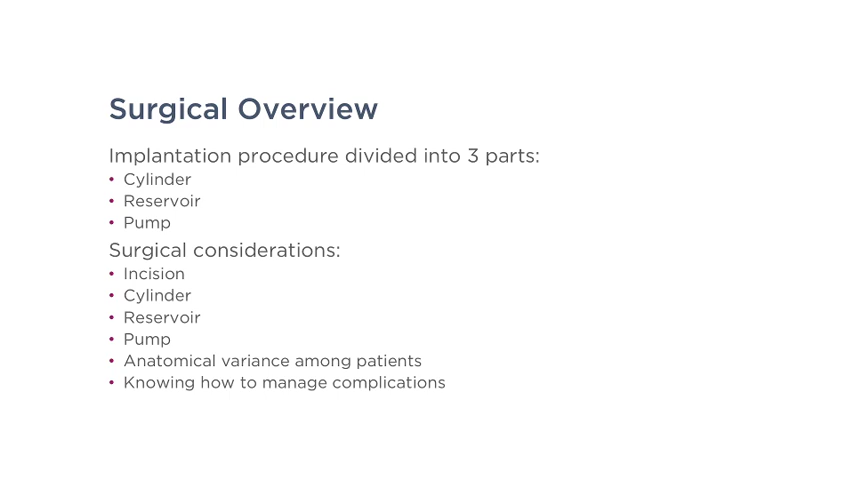 Surgical Overview
Implantation procedure divided into 3 parts:
• Cylinder
• Reservoir
• Pump
Surgical considerations:
• Incision
• Cylinder
• Reservoir
• Pump
• Anatomical variance among patients
• Knowing how to manage complications